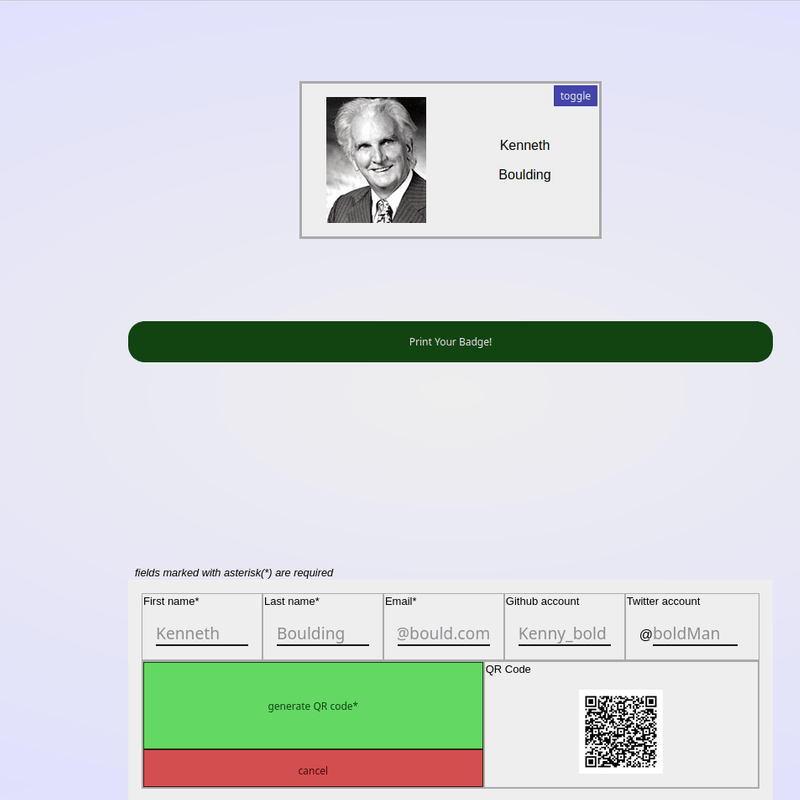 toggle
Kenneth
Boulding
Print Your Badge!
fields marked with asterisk(*) are required
First name* Last name* Email* Github account Twitter account
Kenneth Boulding @bould.com Kenny_bold @boldMan
generate QR code* QR Code
cancel